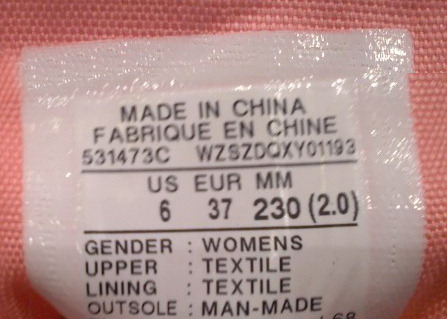 MADE IN CHINA
FABRIQUE EN CHINE
531473C WZSZDQXY01193
US EUR MM
6 37 230 (2.0)
GENDER : WOMENS
UPPER : TEXTILE
LINING : TEXTILE
OUTSOLE : MAN-MADE